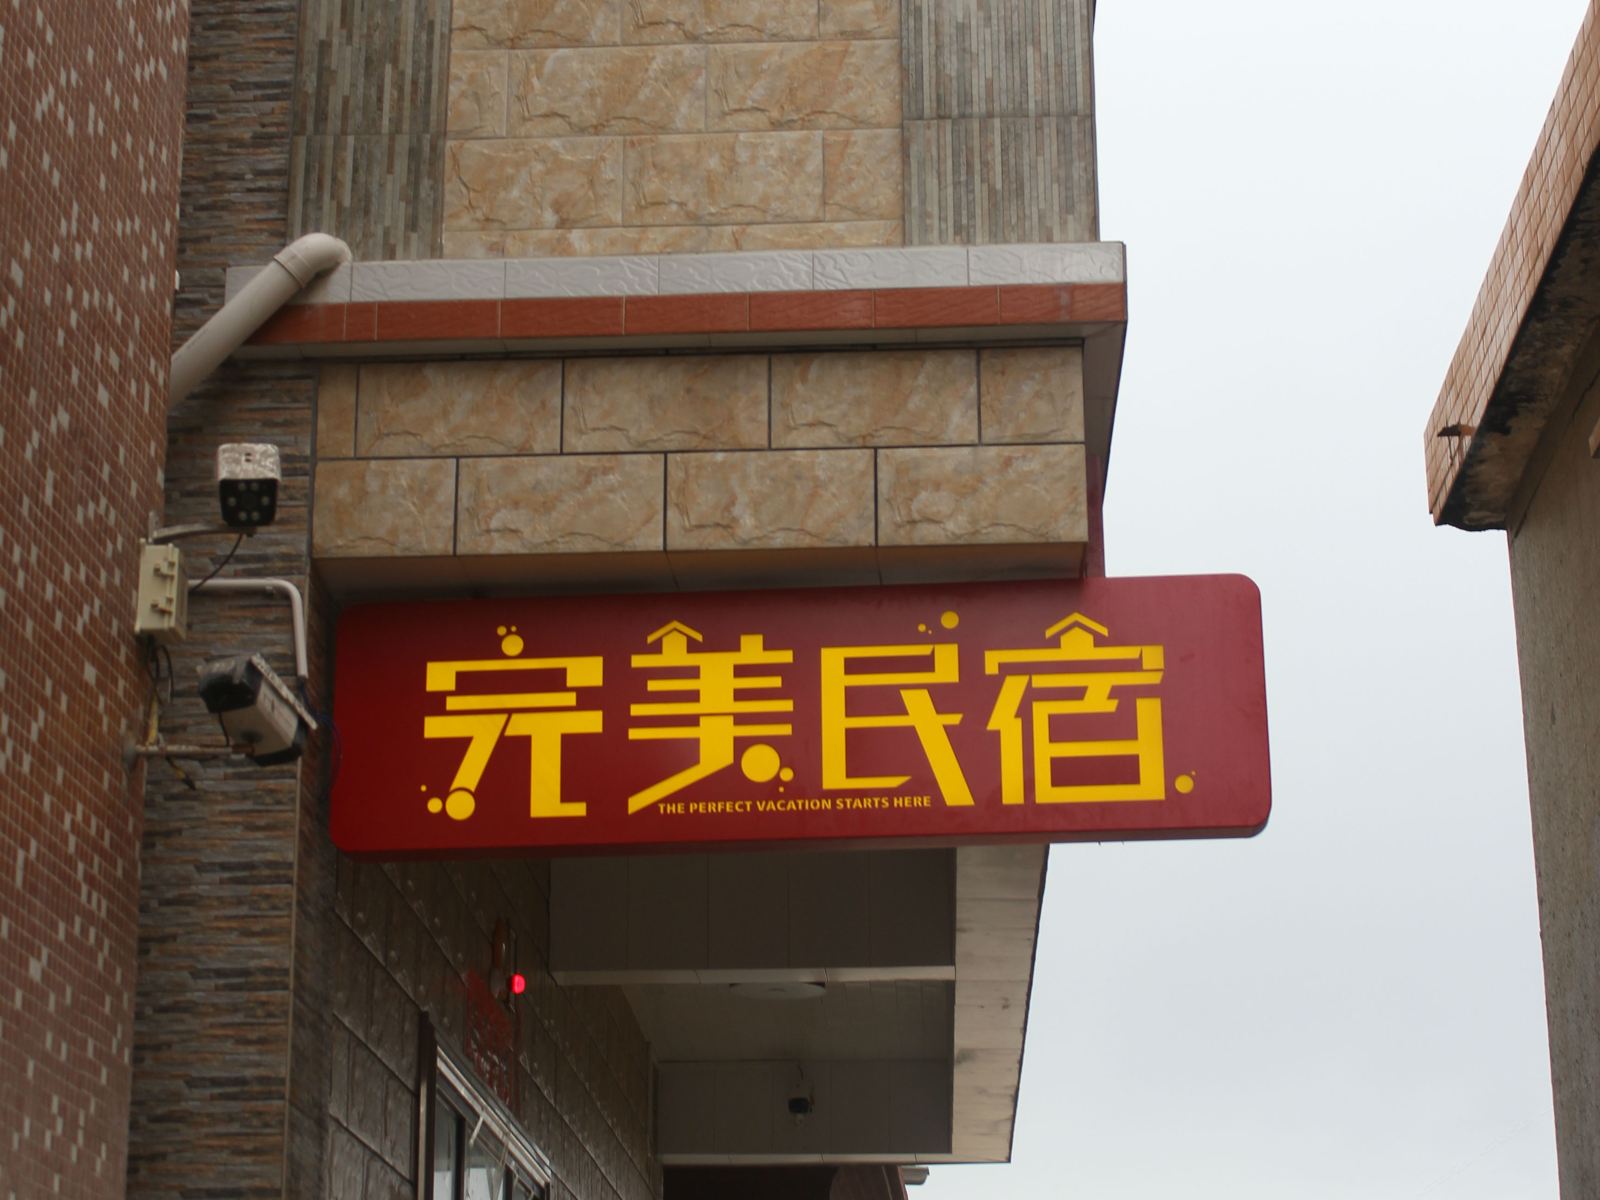 完美民宿
THE PERFECT VACATION STARTS HERE